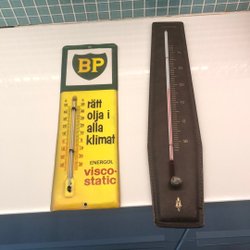 BP
rätt
olja i
alla
klimat
ENERGOL
visco-
static